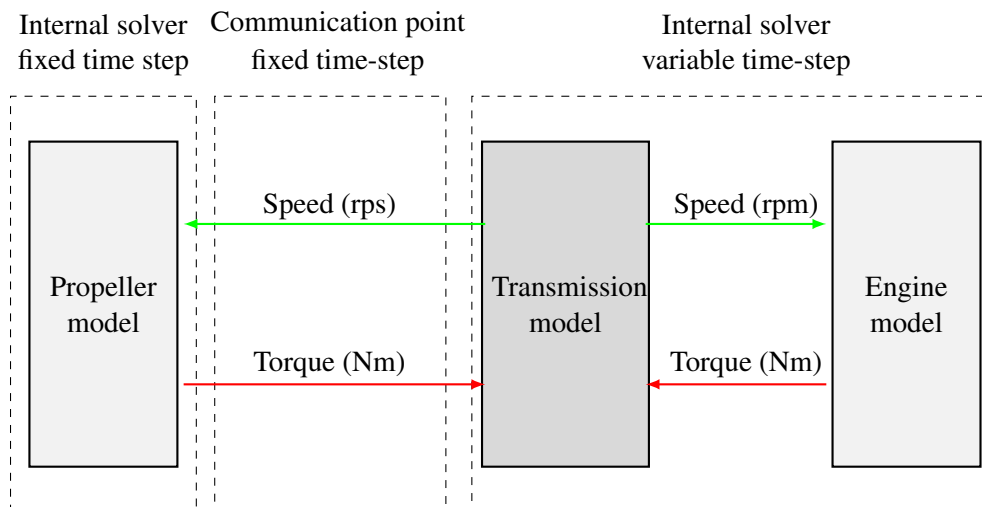 Internal solver
fixed time step
Communication point
fixed time-step
Internal solver
variable time-step
Speed (rps)
Speed (rpm)
Propeller
model
Transmission
model
Engine
model
Torque (Nm)
Torque (Nm)